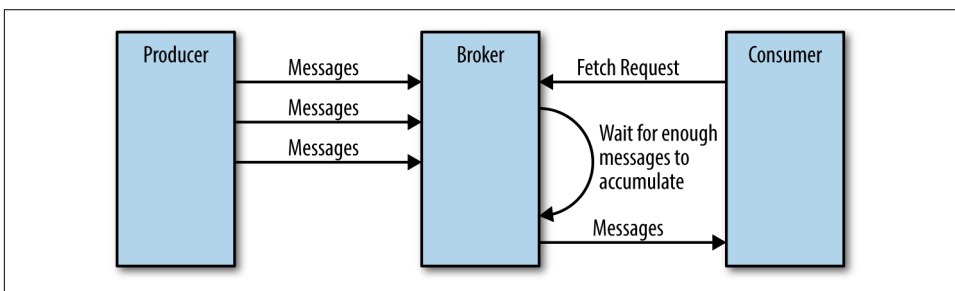 Producer
Broker
Consumer
Messages
Fetch Request
Messages
Wait for enough
messages to
accumulate
Messages
Messages